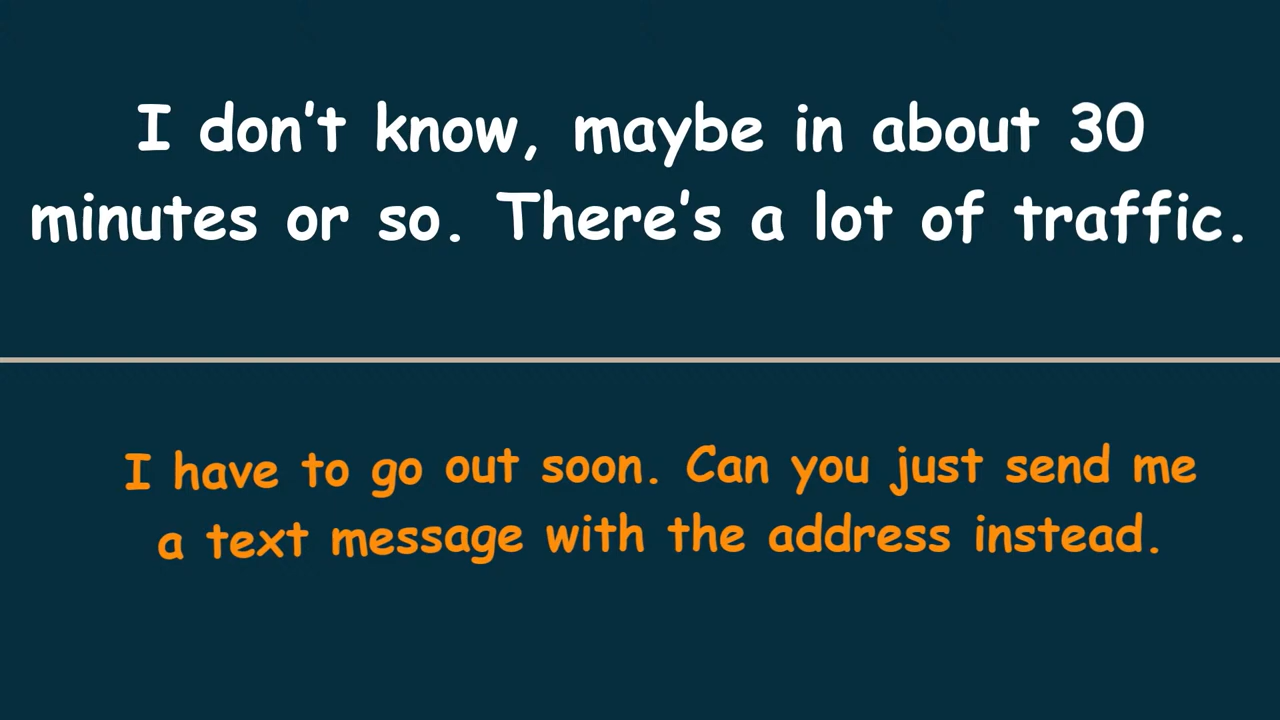 I don't know, maybe in about 30
minutes or so. There's a lot of traffic.
I have to go out soon. Can you just send me
a text message with the address instead.